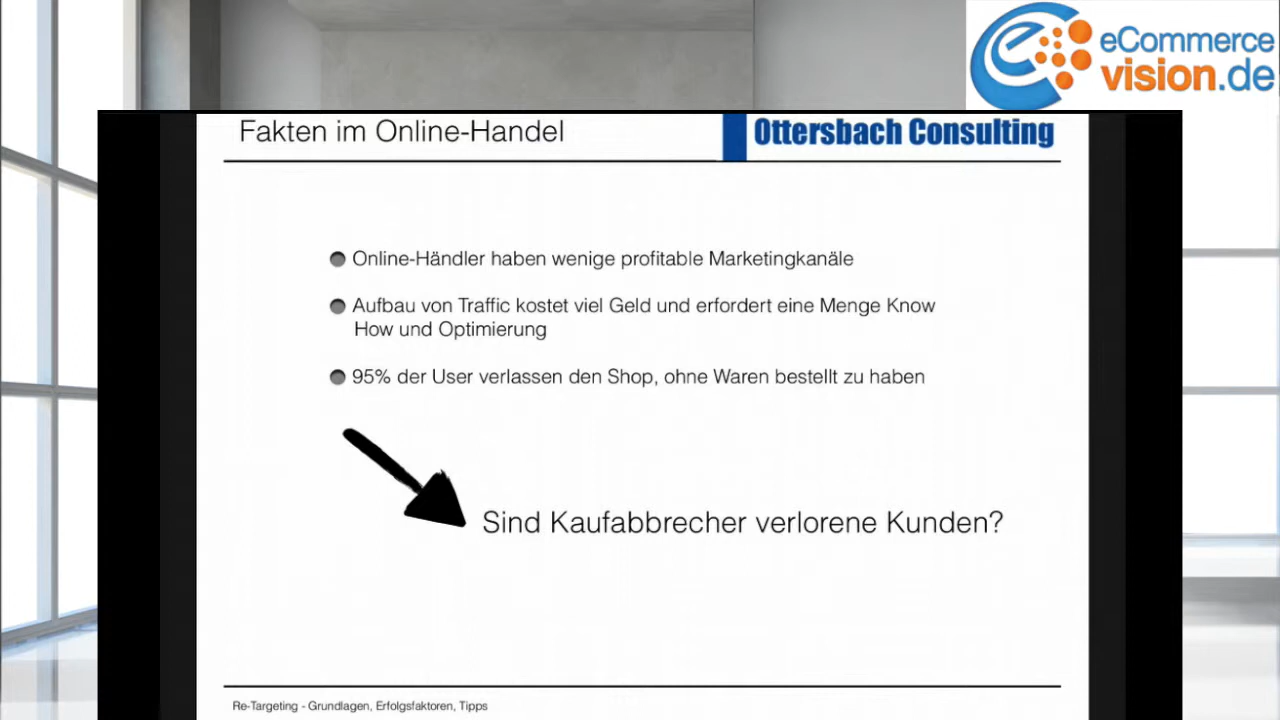 eCommerce
vision.de
Fakten im Online-Handel
Ottersbach Consulting
Online-Händler haben wenige profitable Marketingkanäle
Aufbau von Traffic kostet viel Geld und erfordert eine Menge Know
How und Optimierung
95% der User verlassen den Shop, ohne Waren bestellt zu haben
Sind Kaufabbrecher verlorene Kunden?
Re-Targeting - Grundlagen, Erfolgsfaktoren, Tipps